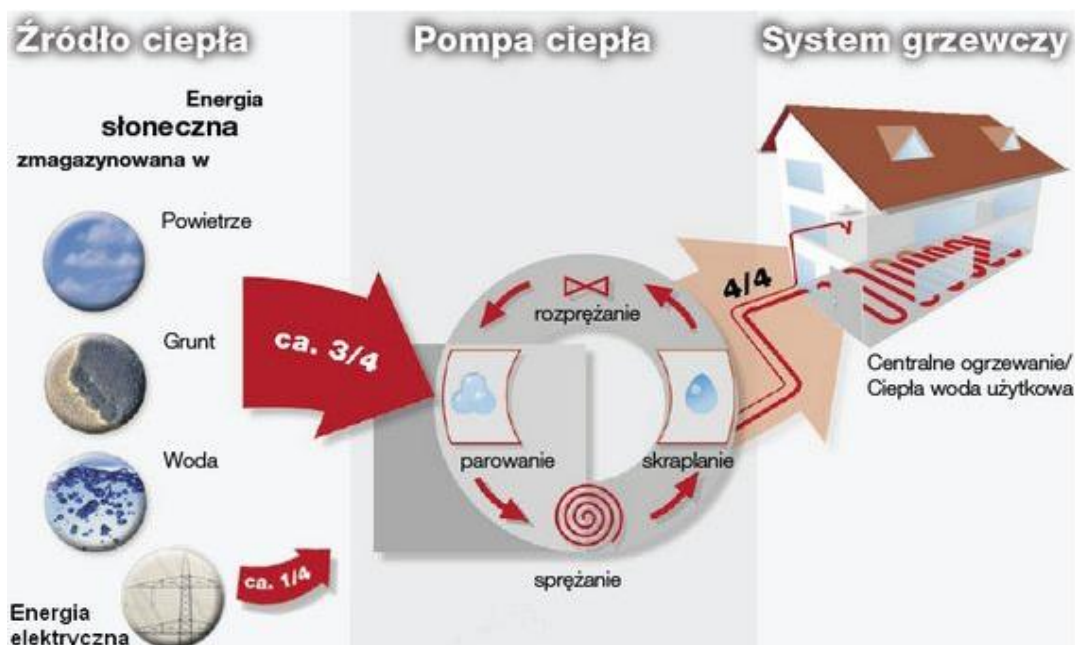 Źródło ciepła
Pompa ciepła
System grzewczy
Energia
słoneczna
zmagazynowana w
Powietrze
Grunt
Woda
Energia
elektryczna
ca. 3/4
ca. 1/4
rozprężanie
parowanie
skraplanie
sprężanie
4/4
Centralne ogrzewanie/
Ciepła woda użytkowa